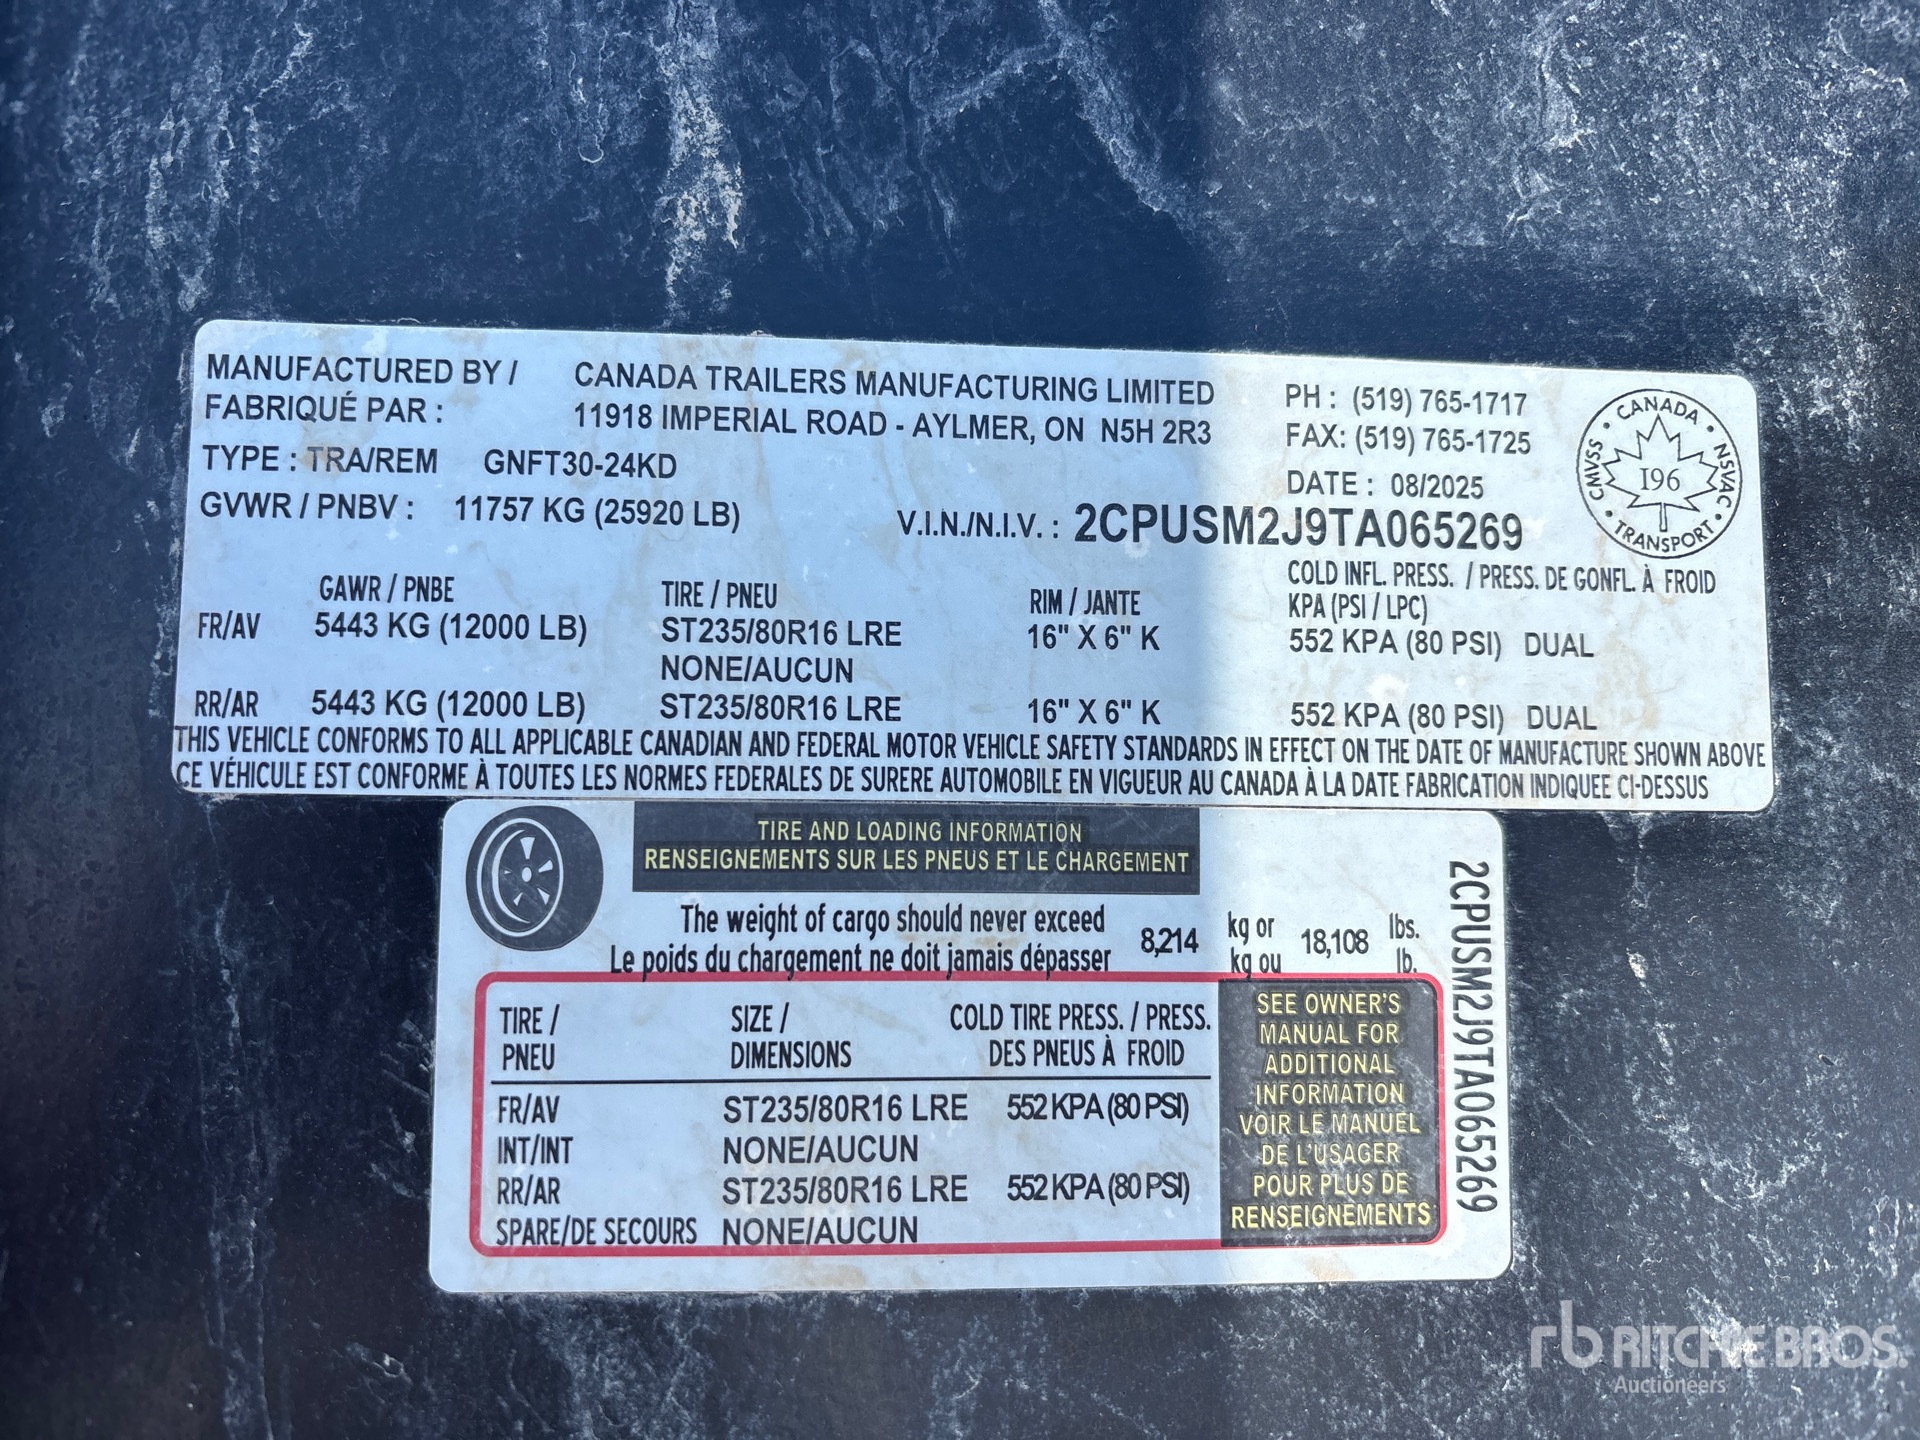 MANUFACTURED BY / CANADA TRAILERS MANUFACTURING LIMITED PH : (519) 765-1717
FABRIQUÉ PAR : 11918 IMPERIAL ROAD - AYLMER, ON N5H 2R3 FAX: (519) 765-1725
TYPE : TRA/REM GNFT30-24KD DATE : 08/2025
GVWR / PNBV : 11757 KG (25920 LB) V.I.N./N.I.V. : 2CPUSM2J9TA065269
CANADA
CMVSS • NSVAC
I96
• TRANSPORT •
GAWR / PNBE TIRE / PNEU RIM / JANTE COLD INFL. PRESS. / PRESS. DE GONFL. À FROID
KPA (PSI / LPC)
FR/AV 5443 KG (12000 LB) ST235/80R16 LRE 16" X 6" K 552 KPA (80 PSI) DUAL
NONE/AUCUN
RR/AR 5443 KG (12000 LB) ST235/80R16 LRE 16" X 6" K 552 KPA (80 PSI) DUAL
THIS VEHICLE CONFORMS TO ALL APPLICABLE CANADIAN AND FEDERAL MOTOR VEHICLE SAFETY STANDARDS IN EFFECT ON THE DATE OF MANUFACTURE SHOWN ABOVE
CE VÉHICULE EST CONFORME À TOUTES LES NORMES FEDERALES DE SURERE AUTOMOBILE EN VIGUEUR AU CANADA À LA DATE FABRICATION INDIQUEE CI-DESSUS
TIRE AND LOADING INFORMATION
RENSEIGNEMENTS SUR LES PNEUS ET LE CHARGEMENT
The weight of cargo should never exceed 8,214 kg or 18,108 lbs.
Le poids du chargement ne doit jamais dépasser kg ou lb.
TIRE / SIZE / COLD TIRE PRESS. / PRESS.
PNEU DIMENSIONS DES PNEUS À FROID
FR/AV ST235/80R16 LRE 552 KPA (80 PSI)
INT/INT NONE/AUCUN
RR/AR ST235/80R16 LRE 552 KPA (80 PSI)
SPARE/DE SECOURS NONE/AUCUN
SEE OWNER'S
MANUAL FOR
ADDITIONAL
INFORMATION
VOIR LE MANUEL
DE L'USAGER
POUR PLUS DE
RENSEIGNEMENTS
2CPUSM2J9TA065269
rb RITCHIE BROS.
Auctioneers